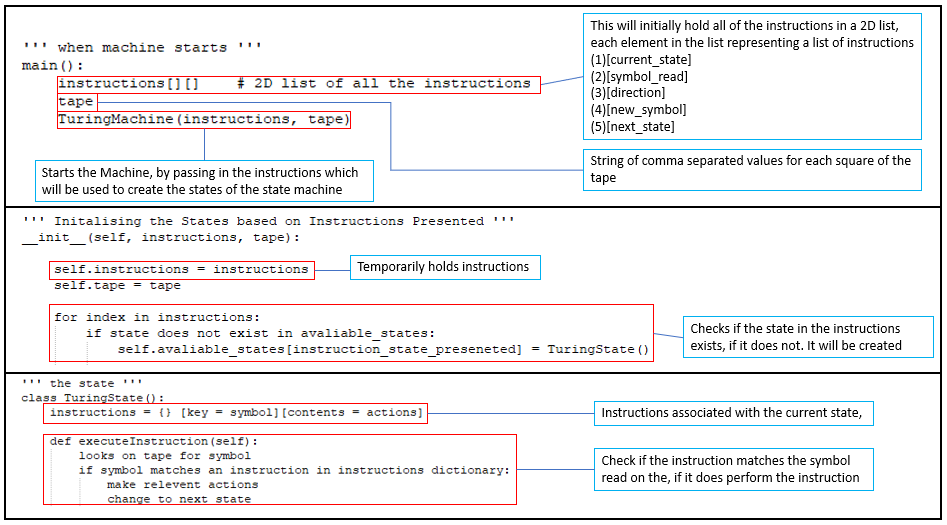 ''' when machine starts '''
main():
instructions[][]    # 2D list of all the instructions
tape
TuringMachine(instructions, tape)
This will initially hold all of the instructions in a 2D list,
each element in the list representing a list of instructions
(1)[current_state]
(2)[symbol_read]
(3)[direction]
(4)[new_symbol]
(5)[next_state]
String of comma separated values for each square of the
tape
Starts the Machine, by passing in the instructions which
will be used to create the states of the state machine
''' Initalising the States based on Instructions Presented '''
__init__(self, instructions, tape):
self.instructions = instructions
self.tape = tape
Temporarily holds instructions
for index in instructions:
if state does not exist in avaliable_states:
self.avaliable_states[instruction_state_preseneted] = TuringState()
Checks if the state in the instructions
exists, if it does not. It will be created
''' the state '''
class TuringState():
instructions = {} [key = symbol][contents = actions]
Instructions associated with the current state,
def executeInstruction(self):
looks on tape for symbol
if symbol matches an instruction in instructions dictionary:
make relevent actions
change to next state
Check if the instruction matches the symbol
read on the, if it does perform the instruction